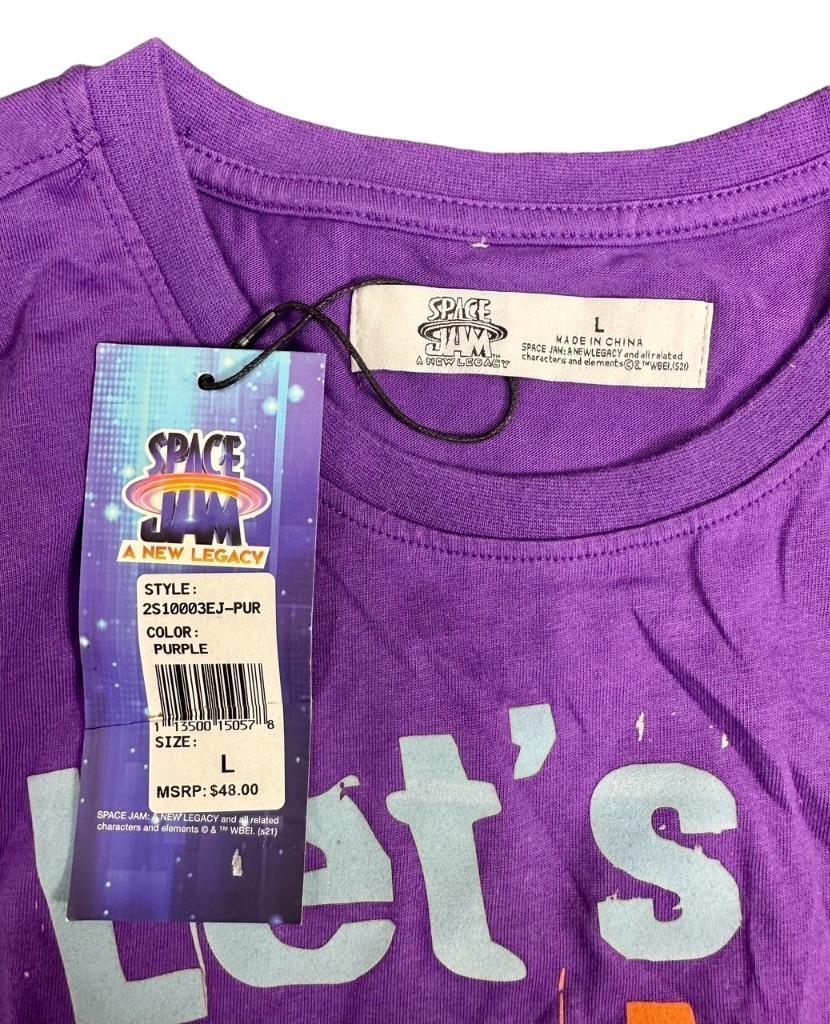 SPACE
JAM™
A NEW LEGACY
L
MADE IN CHINA
SPACE JAM: A NEW LEGACY and all related
characters and elements © & ™ WBEI. (S21)
SPACE
JAM
A NEW LEGACY
STYLE:
2S10003EJ-PUR
COLOR:
PURPLE
1 13500 15057 8
SIZE:
L
MSRP: $48.00
SPACE JAM: A NEW LEGACY and all related
characters and elements © & ™ WBEI. (s21)
Let's